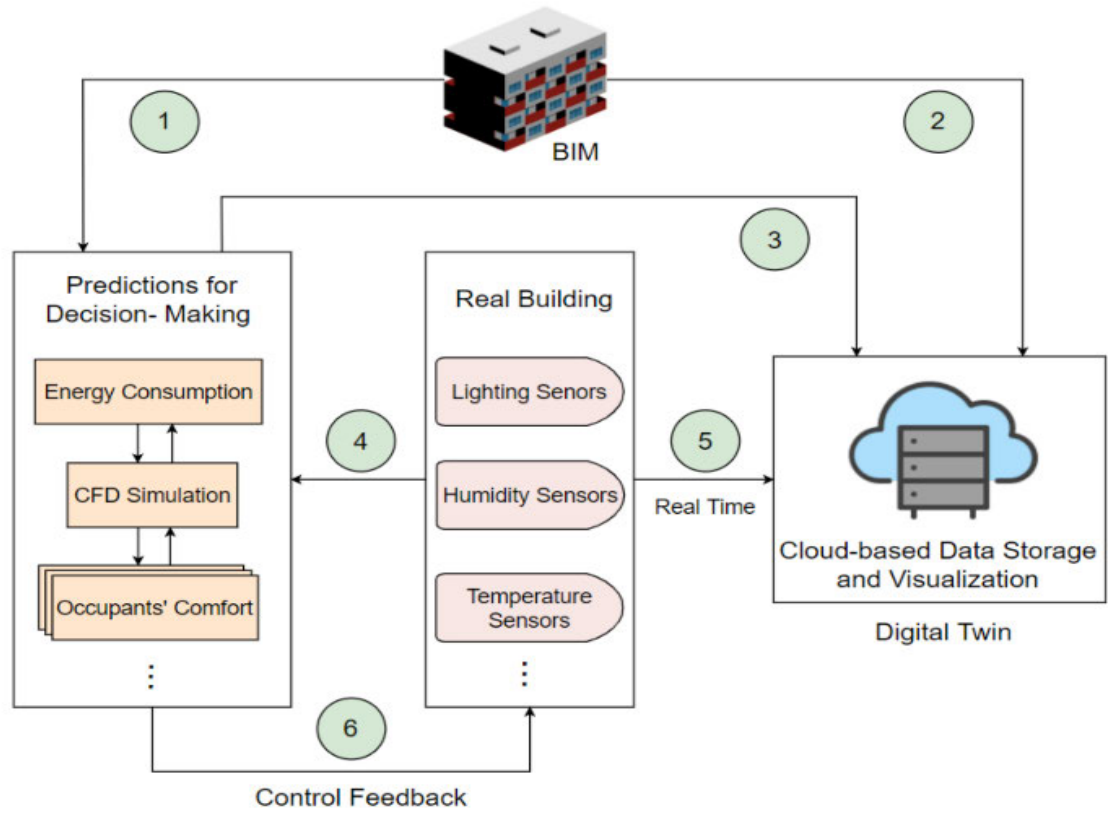 1
2
BIM
3
Predictions for
Decision- Making
Energy Consumption
CFD Simulation
Occupants' Comfort
⋮
4
Real Building
Lighting Senors
Humidity Sensors
Temperature
Sensors
⋮
5
Real Time
Cloud-based Data Storage
and Visualization
Digital Twin
6
Control Feedback